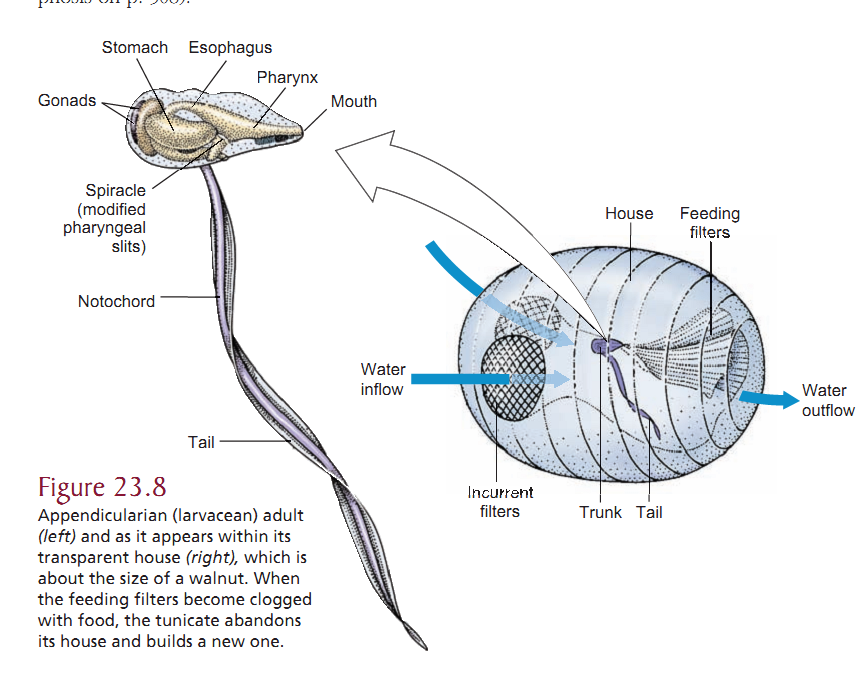 phosis on p. 508).
Stomach Esophagus
Pharynx
Gonads
Mouth
Spiracle
(modified
pharyngeal
slits)
Notochord
Tail
House
Feeding
filters
Water
inflow
Water
outflow
Incurrent
filters
Trunk Tail
Figure 23.8
Appendicularian (larvacean) adult
(left) and as it appears within its
transparent house (right), which is
about the size of a walnut. When
the feeding filters become clogged
with food, the tunicate abandons
its house and builds a new one.